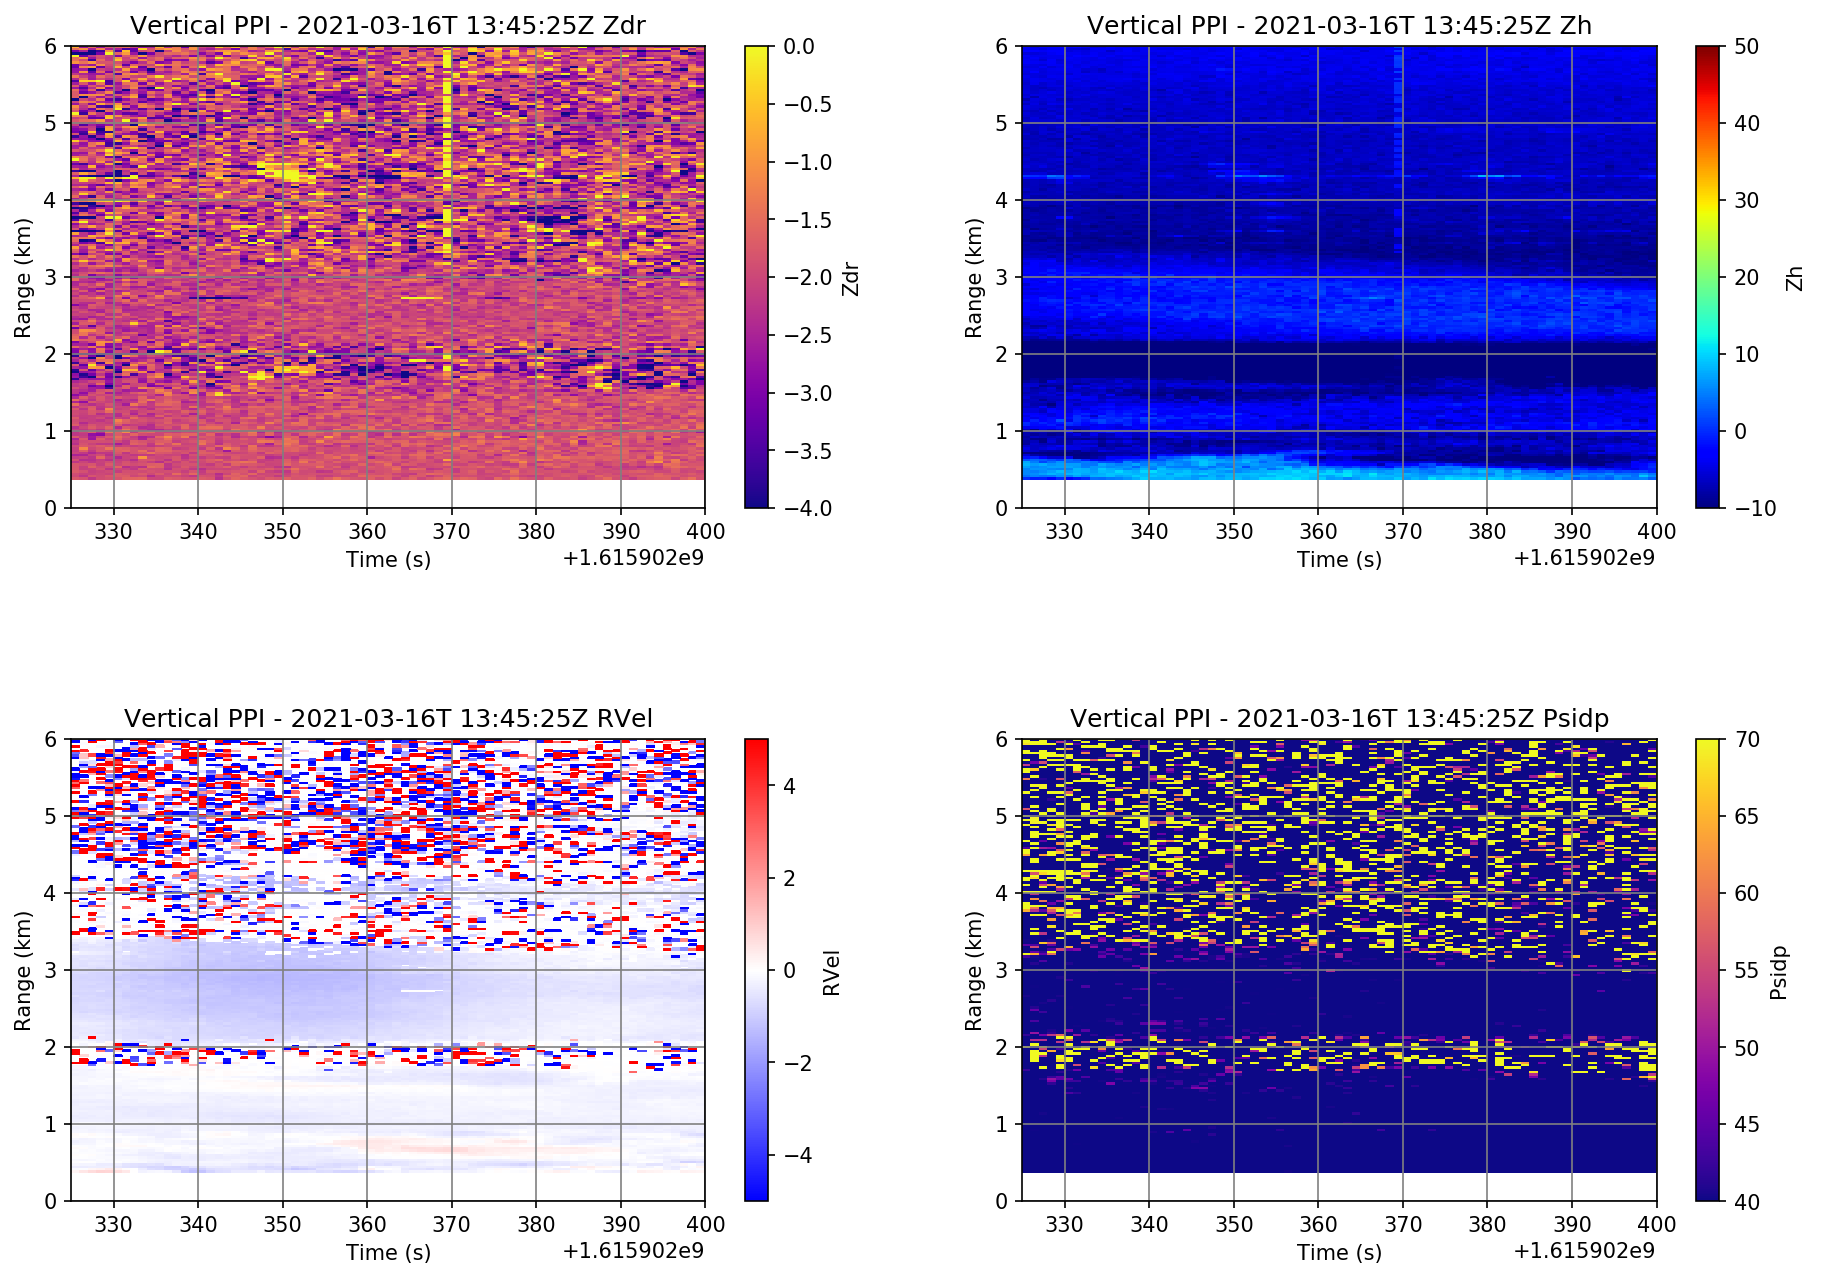 Vertical PPI - 2021-03-16T 13:45:25Z Zdr
6
5
4
3
2
1
0
Range (km)
330 340 350 360 370 380 390 400
Time (s)
+1.615902e9
0.0
−0.5
−1.0
−1.5
−2.0
−2.5
−3.0
−3.5
−4.0
Zdr
Vertical PPI - 2021-03-16T 13:45:25Z Zh
6
5
4
3
2
1
0
Range (km)
330 340 350 360 370 380 390 400
Time (s)
+1.615902e9
50
40
30
20
10
0
−10
Zh
Vertical PPI - 2021-03-16T 13:45:25Z RVel
6
5
4
3
2
1
0
Range (km)
330 340 350 360 370 380 390 400
Time (s)
+1.615902e9
4
2
0
−2
−4
RVel
Vertical PPI - 2021-03-16T 13:45:25Z Psidp
6
5
4
3
2
1
0
Range (km)
330 340 350 360 370 380 390 400
Time (s)
+1.615902e9
70
65
60
55
50
45
40
Psidp